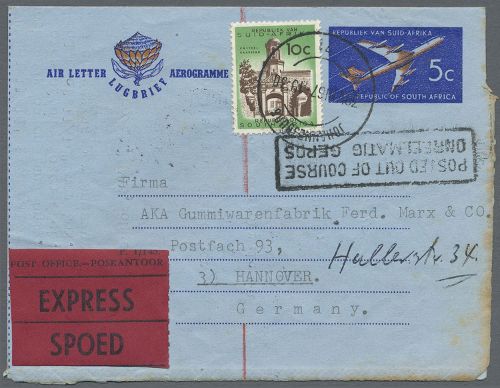 AIR LETTER AEROGRAMME
LUGBRIEF
REPUBLIEK VAN
SUID-AFRIKA
10c
REPUBLIEK VAN SUID-AFRIKA
5c
REPUBLIC OF SOUTH AFRICA
POSTED OUT OF COURSE
ONREËLMATIG GEPOS
Firma
AKA Gummiwarenfabrik Ferd. Marx & CO.
Postfach 93,
Hallerstr. 34.
3) HANNOVER.
Germany.
POST OFFICE.—POSKANTOOR
EXPRESS
SPOED